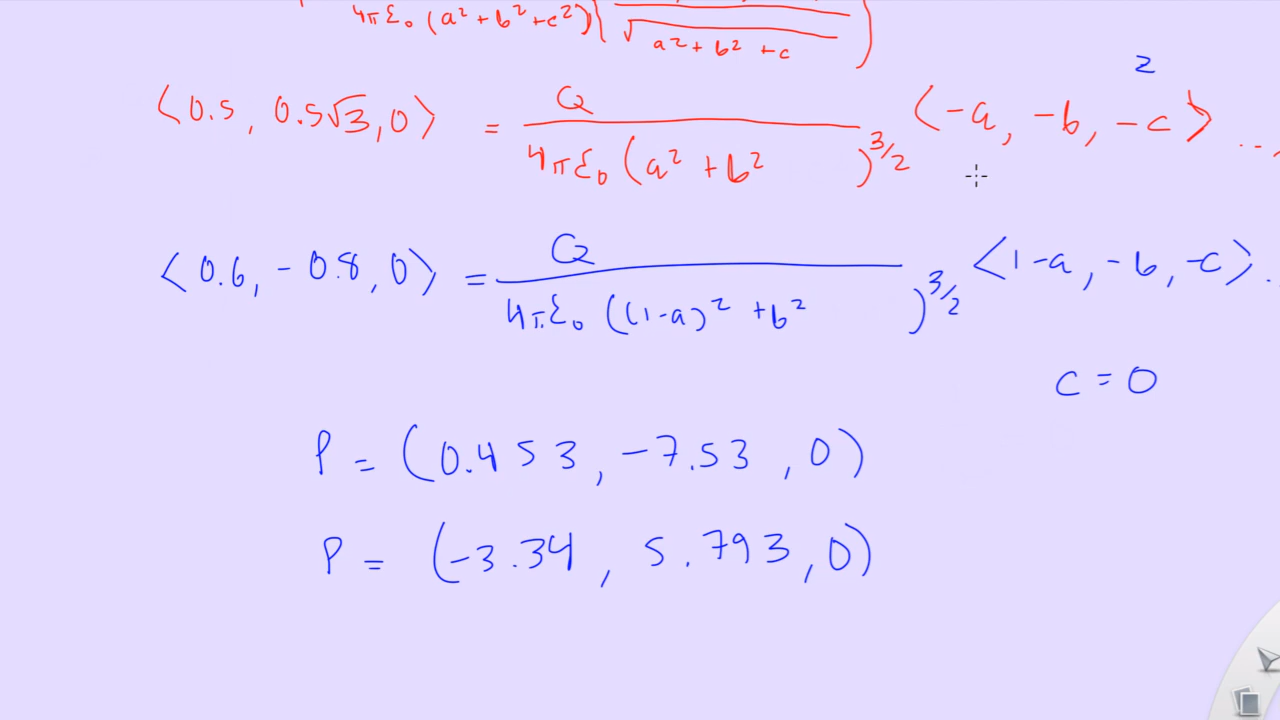 4πε₀(a²+b²+c²)(√a²+b²+c)
z
⟨0.5, 0.5√3, 0⟩ = Q / 4πε₀(a²+b² )^3/2 ⟨-a, -b, -c⟩ ...
⟨0.6, -0.8, 0⟩ = Q / 4πε₀((1-a)²+b² )^3/2 ⟨1-a, -b, -c⟩ ..
c = 0
P = (0.453, -7.53, 0)
P = (-3.34, 5.793, 0)